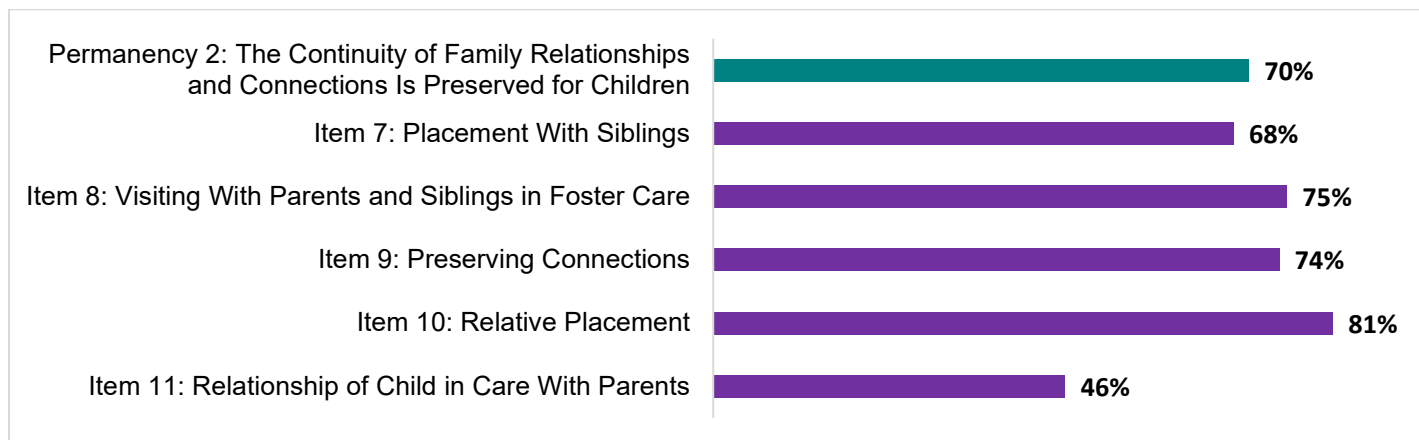 Permanency 2: The Continuity of Family Relationships
and Connections Is Preserved for Children
70%
Item 7: Placement With Siblings
68%
Item 8: Visiting With Parents and Siblings in Foster Care
75%
Item 9: Preserving Connections
74%
Item 10: Relative Placement
81%
Item 11: Relationship of Child in Care With Parents
46%